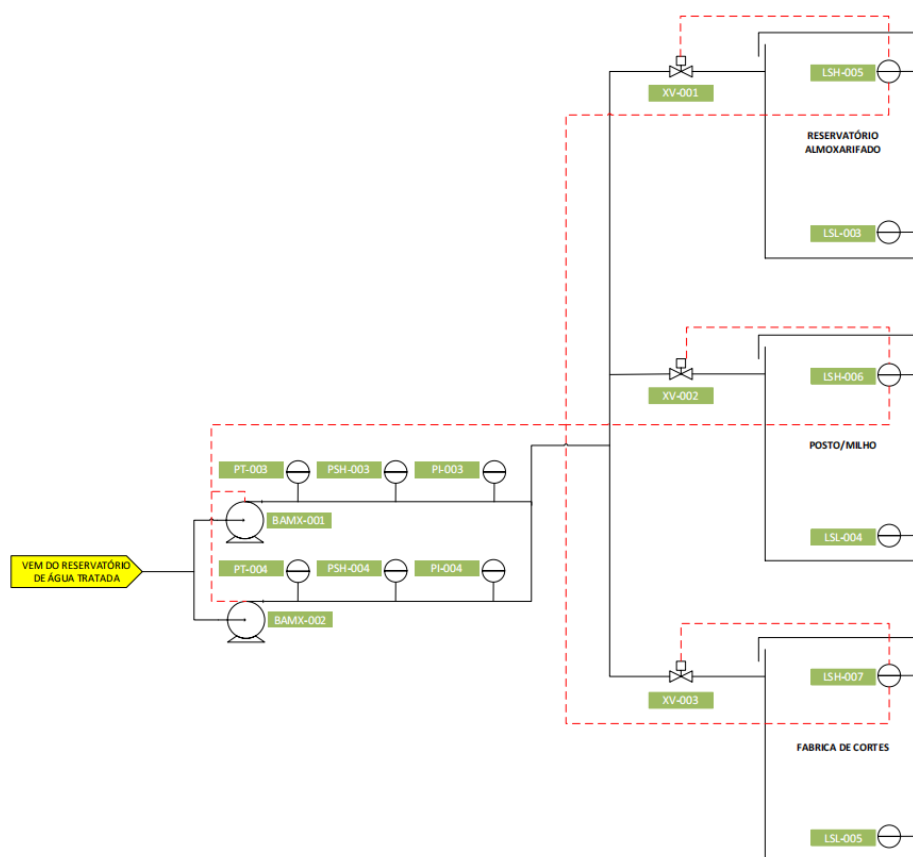 LSH-005
XV-001
RESERVATÓRIO
ALMOXARIFADO
LSL-003
LSH-006
XV-002
POSTO/MILHO
PT-003
PSH-003
PI-003
BAMX-001
LSL-004
VEM DO RESERVATÓRIO
DE ÁGUA TRATADA
PT-004
PSH-004
PI-004
BAMX-002
LSH-007
XV-003
FABRICA DE CORTES
LSL-005